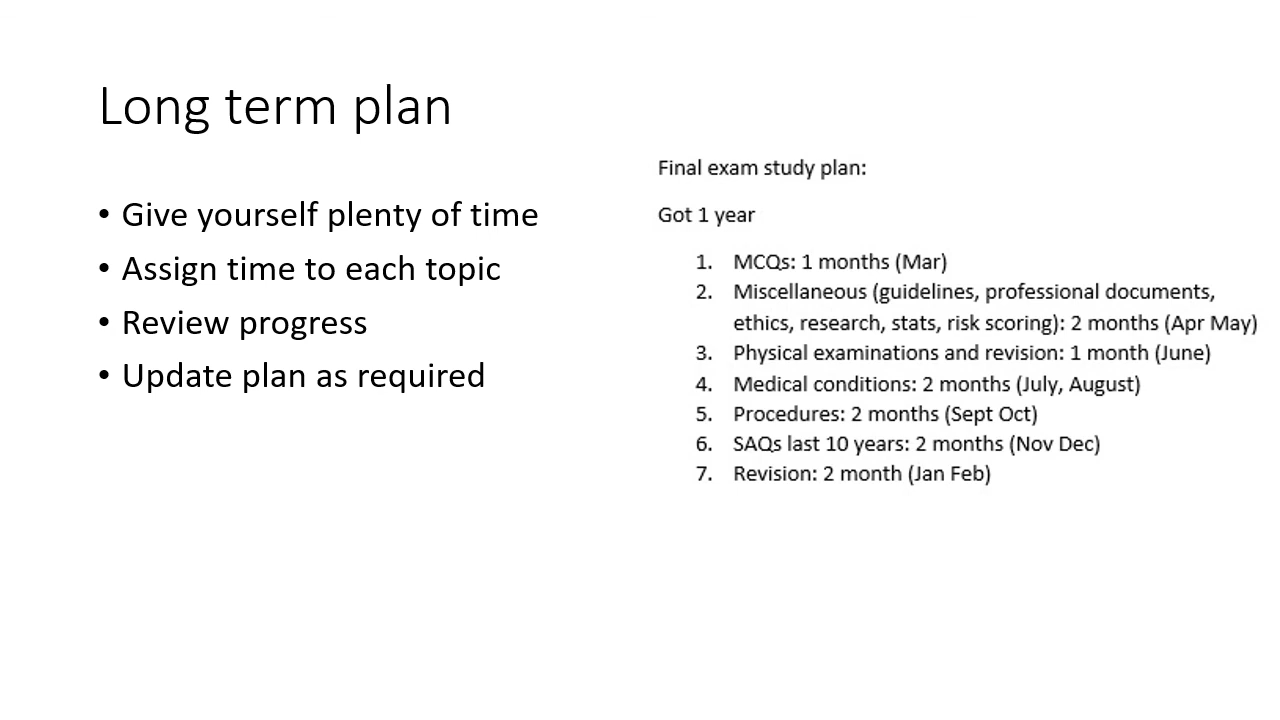 Long term plan
• Give yourself plenty of time
• Assign time to each topic
• Review progress
• Update plan as required
Final exam study plan:
Got 1 year
1. MCQs: 1 months (Mar)
2. Miscellaneous (guidelines, professional documents,
ethics, research, stats, risk scoring): 2 months (Apr May)
3. Physical examinations and revision: 1 month (June)
4. Medical conditions: 2 months (July, August)
5. Procedures: 2 months (Sept Oct)
6. SAQs last 10 years: 2 months (Nov Dec)
7. Revision: 2 month (Jan Feb)